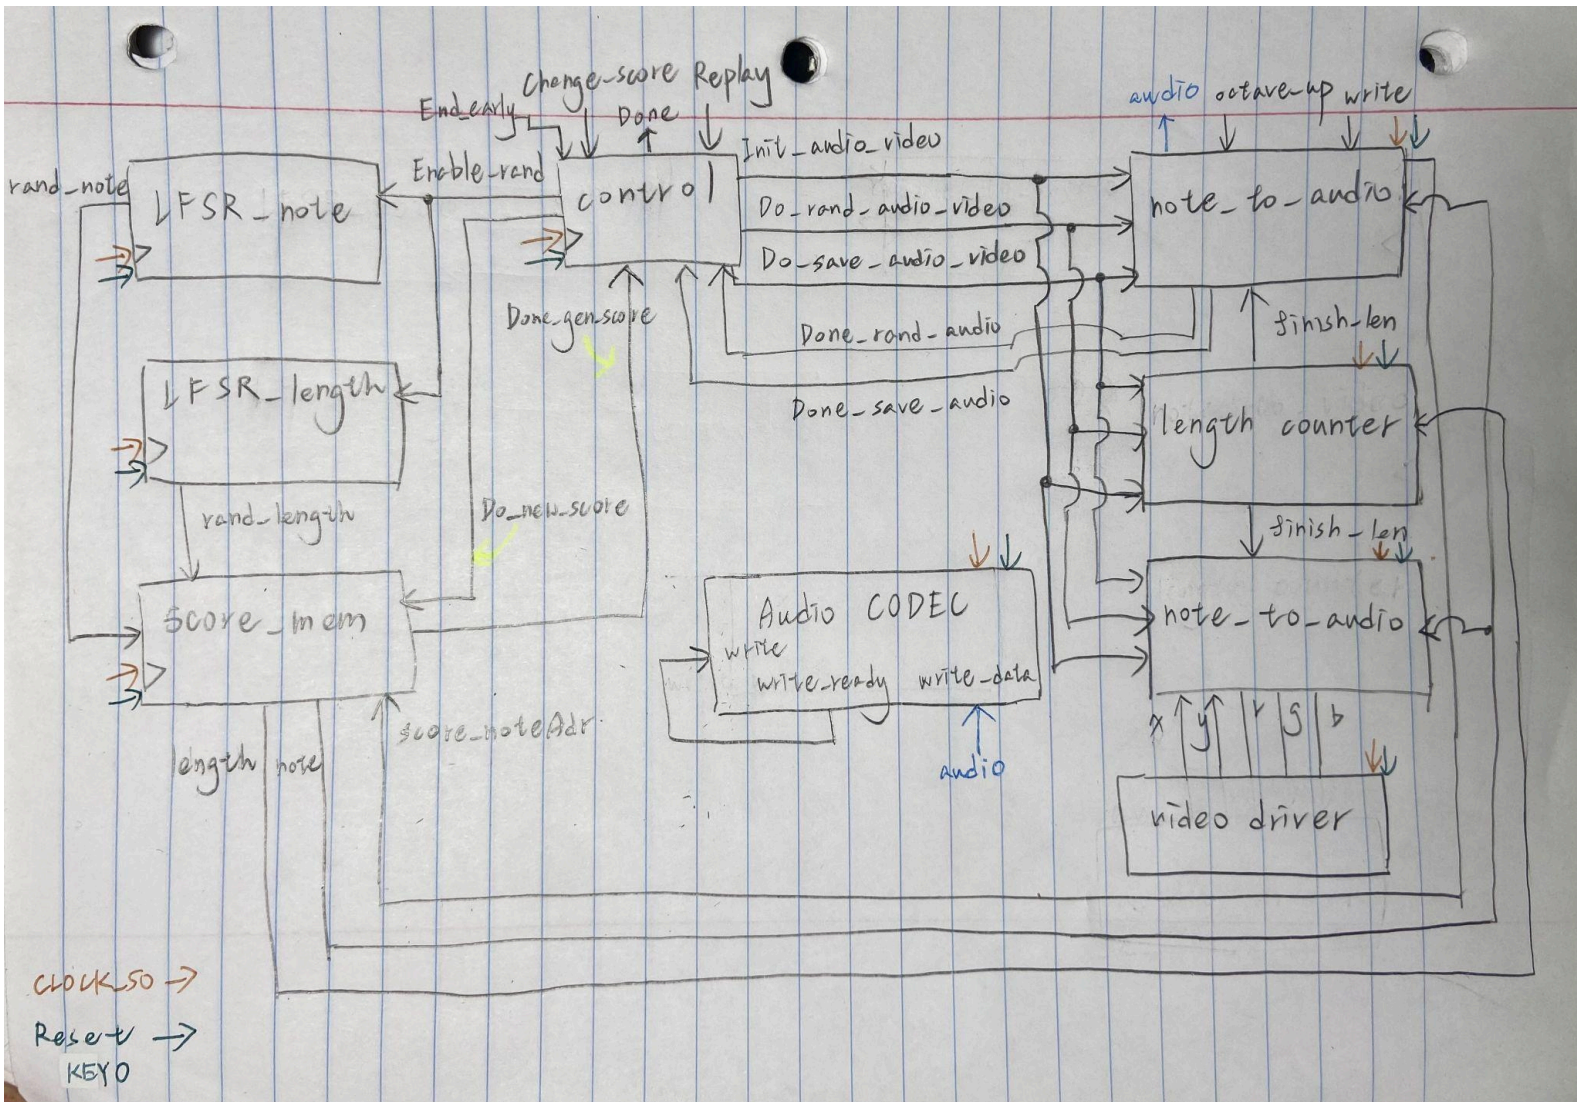 Change_score Replay
End_early
Done
audio octave_up write
Init_audio_video
Enable_rand
rand_note
LFSR_note
control
Do_rand_audio_video
Do_save_audio_video
note_to_audio
Done_gen_score
Done_rand_audio
finish_len
LFSR_length
Done_save_audio
length counter
rand_length
Do_new_score
finish_len
score_mem
Audio CODEC
write
write_ready write_data
note_to_audio
x y r g b
length note
score_noteAdr
audio
video driver
CLOCK_50
Reset
KEY0